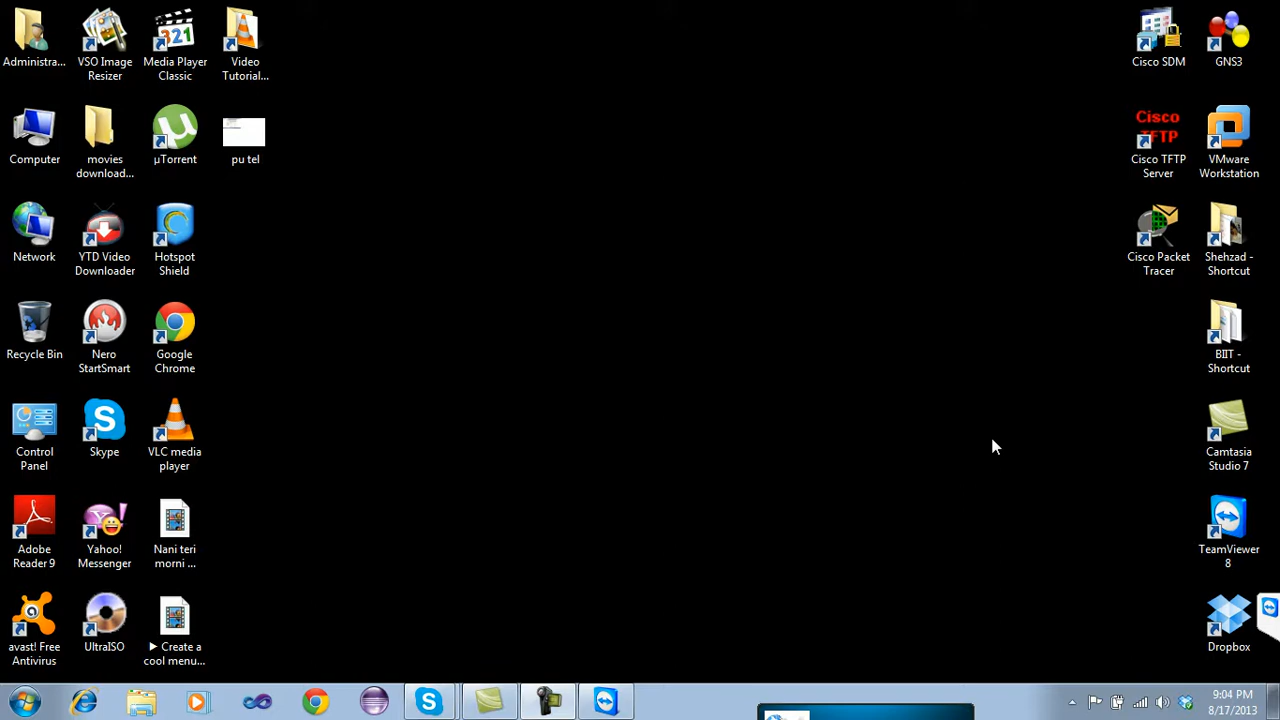 Administra...
VSO Image
Resizer
Media Player
Classic
Video
Tutorial...
Computer
movies
download...
µTorrent
pu tel
Network
YTD Video
Downloader
Hotspot
Shield
Recycle Bin
Nero
StartSmart
Google
Chrome
Control
Panel
Skype
VLC media
player
Adobe
Reader 9
Yahoo!
Messenger
Nani teri
morni ...
avast! Free
Antivirus
UltraISO
► Create a
cool menu...
Cisco SDM
GNS3
Cisco
TFTP
Cisco TFTP
Server
VMware
Workstation
Cisco Packet
Tracer
Shehzad -
Shortcut
BIIT -
Shortcut
Camtasia
Studio 7
TeamViewer
8
Dropbox
321
9:04 PM
8/17/2013